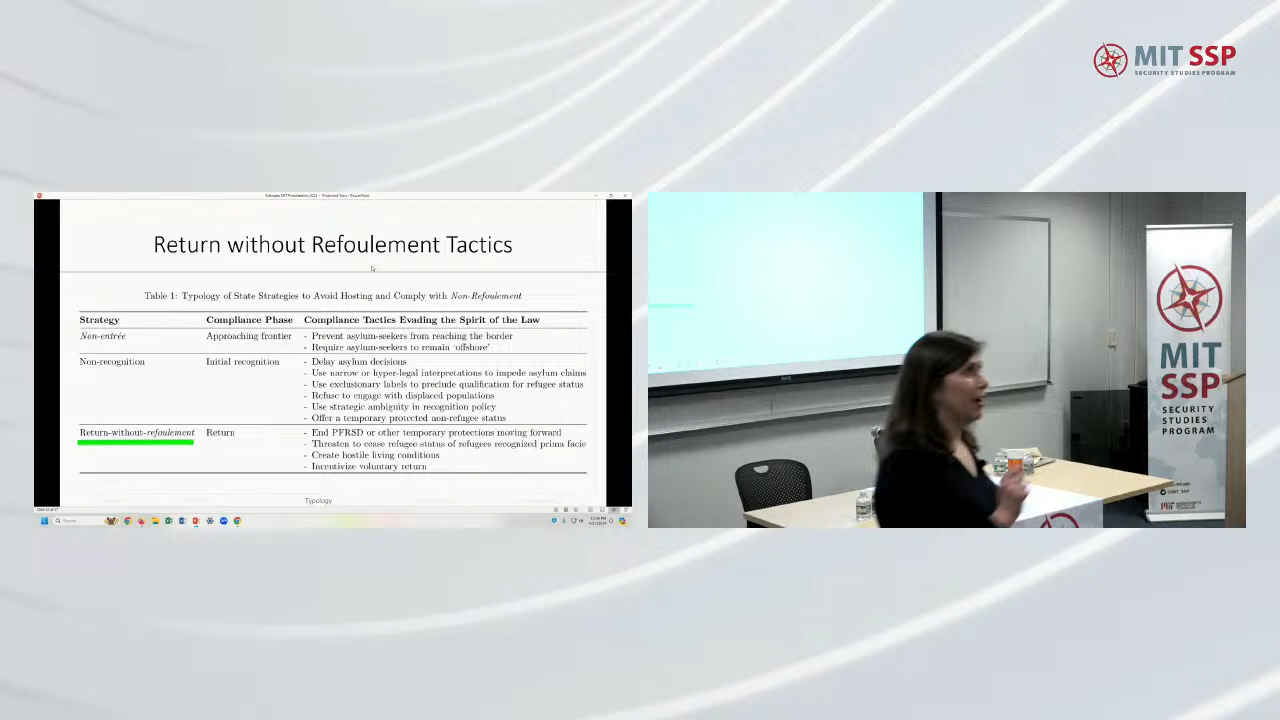 MIT SSP
SECURITY STUDIES PROGRAM
Return without Refoulement Tactics
Table 1: Typology of State Strategies to Avoid Hosting and Comply with Non-Refoulement
Strategy Compliance Phase Compliance Tactics Evading the Spirit of the Law
Non-entrée Approaching frontier - Prevent asylum-seekers from reaching the border
- Require asylum-seekers to remain 'offshore'
Non-recognition Initial recognition - Delay asylum decisions
- Use narrow or hyper-legal interpretations to impede asylum claims
- Use exclusionary labels to preclude qualification for refugee status
- Refuse to engage with displaced populations
- Use strategic ambiguity in recognition policy
- Offer a temporary protected non-refugee status
Return-without-refoulement Return - End PFRSD or other temporary protections moving forward
- Threaten to cease refugee status of refugees recognized prima facie
- Create hostile living conditions
- Incentivize voluntary return
Typology
Search
MIT
SSP
SECURITY
STUDIES
PROGRAM
@MIT_SSP